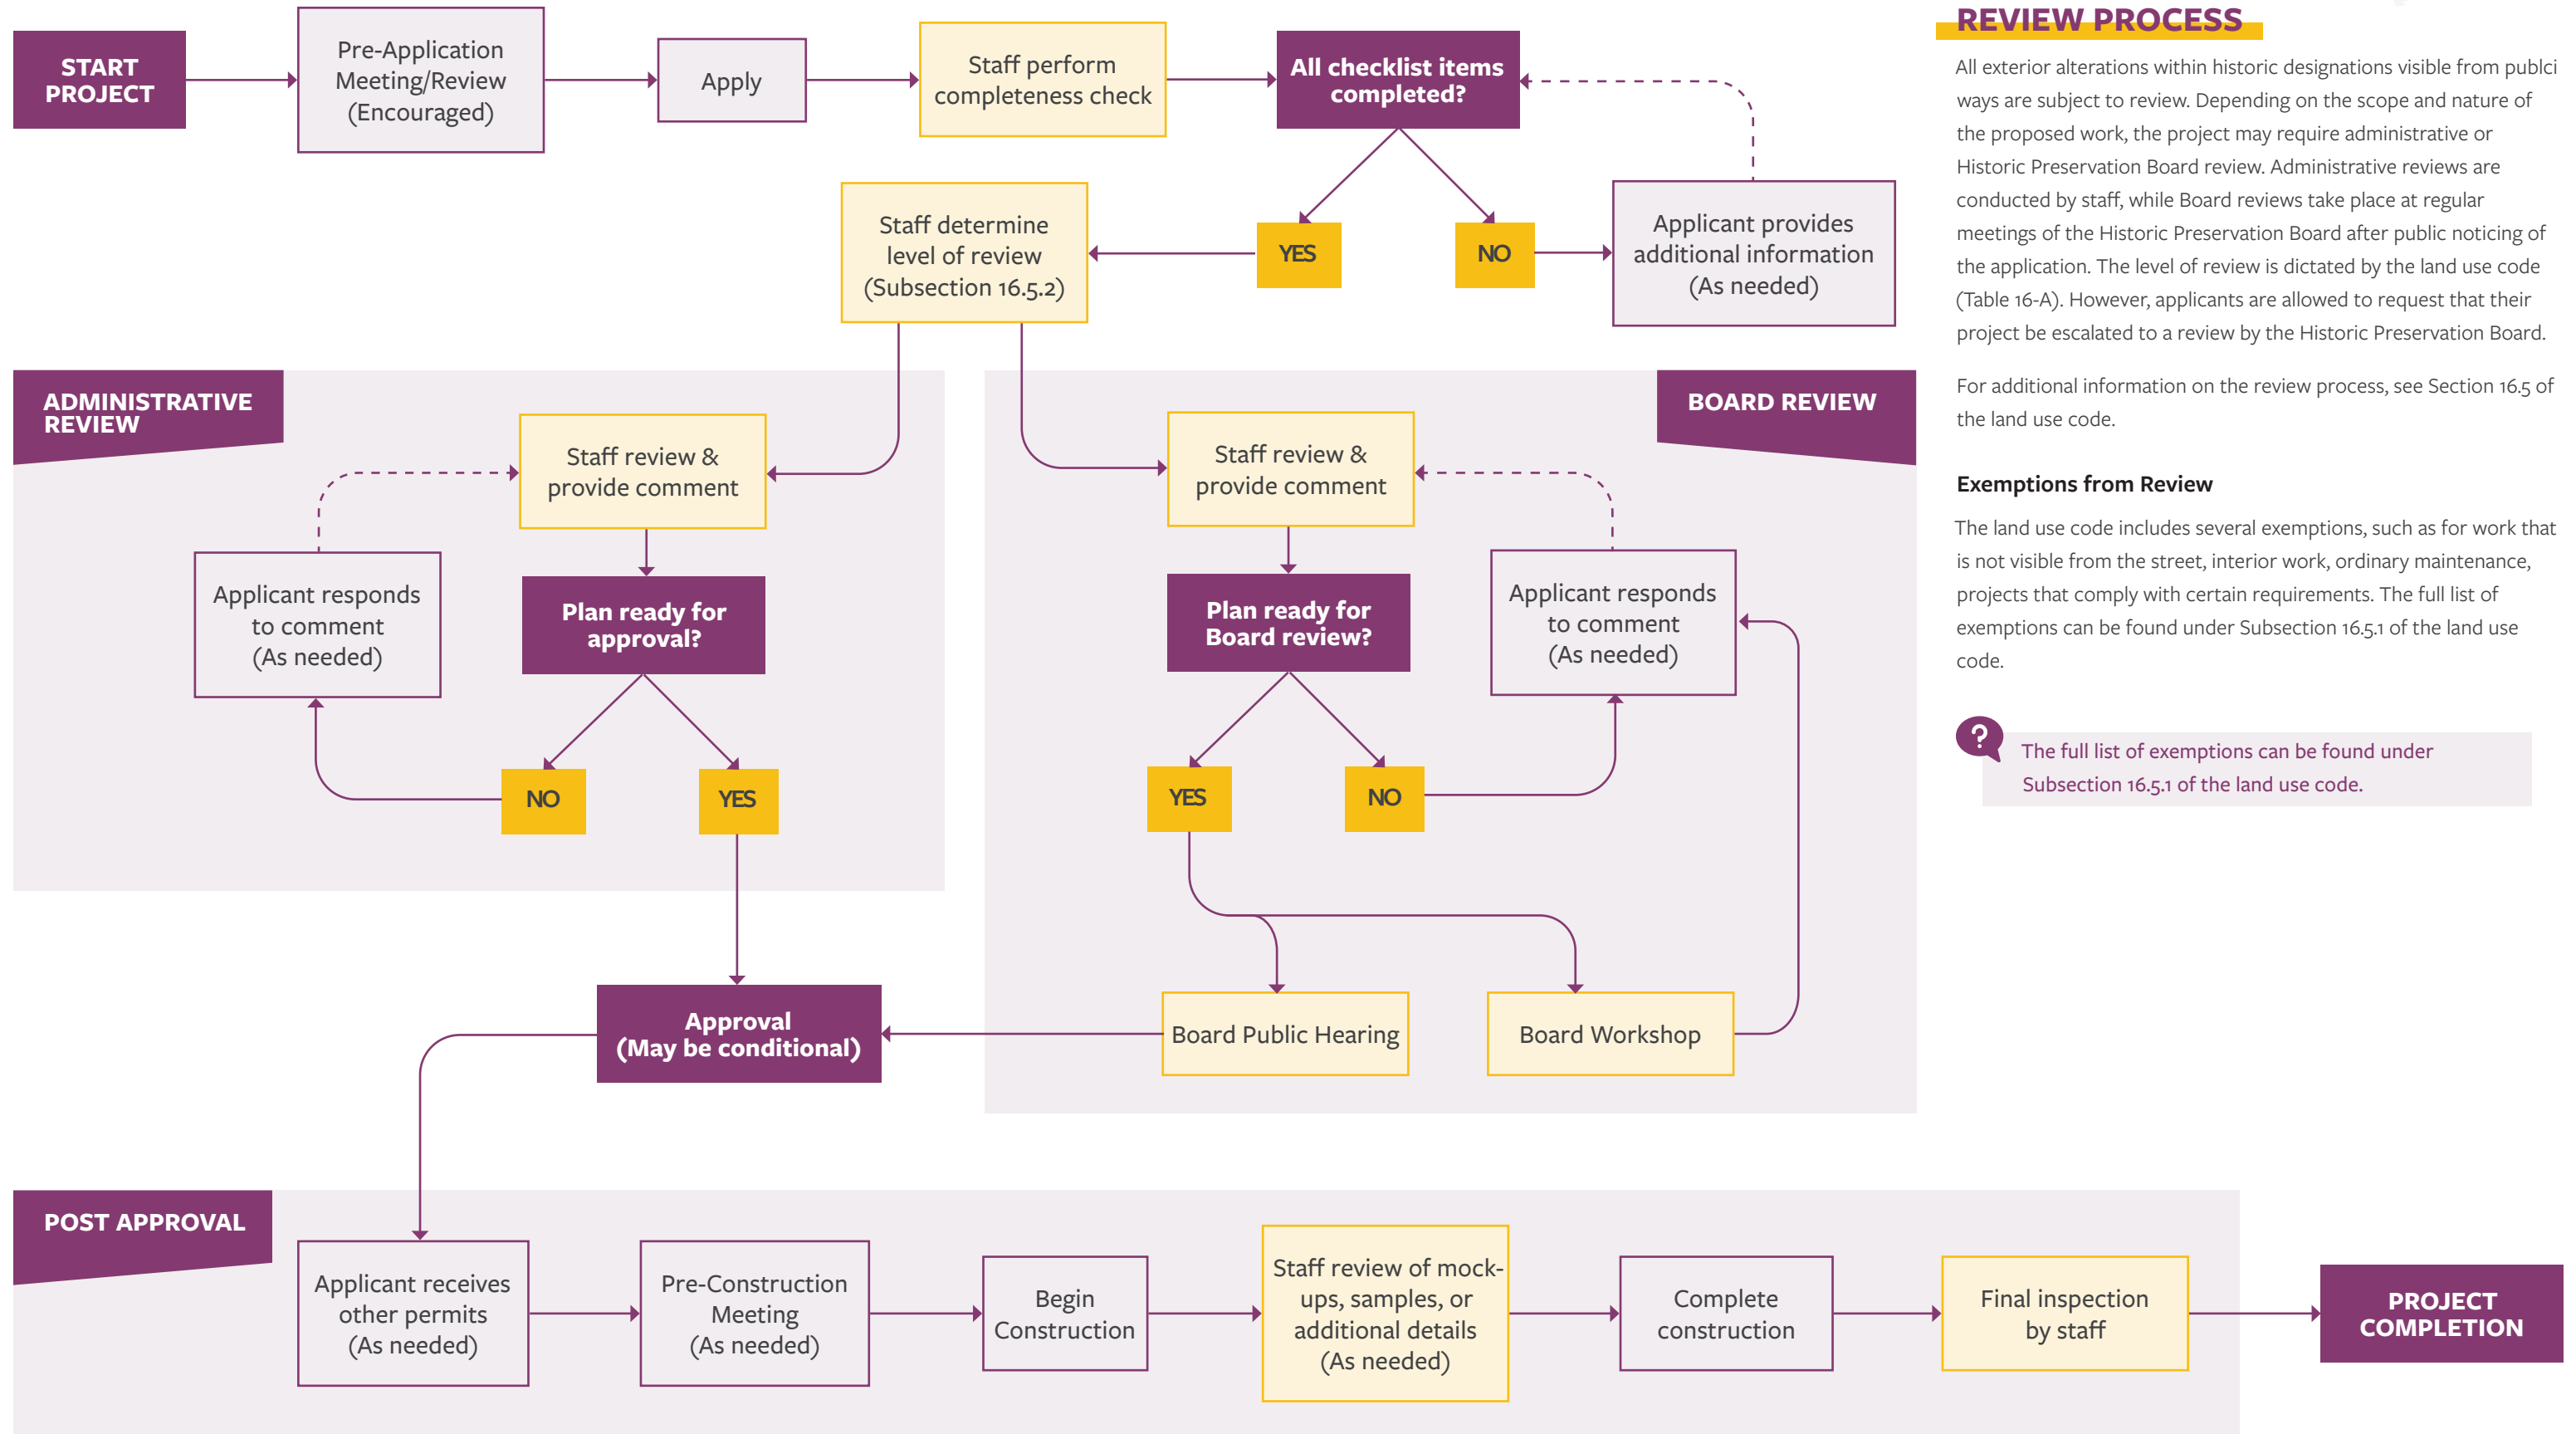 START
PROJECT
Pre-Application
Meeting/Review
(Encouraged)
Apply
Staff perform
completeness check
All checklist items
completed?
YES
NO
Applicant provides
additional information
(As needed)
Staff determine
level of review
(Subsection 16.5.2)
ADMINISTRATIVE
REVIEW
Staff review &
provide comment
Applicant responds
to comment
(As needed)
Plan ready for
approval?
NO
YES
BOARD REVIEW
Staff review &
provide comment
Plan ready for
Board review?
Applicant responds
to comment
(As needed)
YES
NO
Board Public Hearing
Board Workshop
Approval
(May be conditional)
POST APPROVAL
Applicant receives
other permits
(As needed)
Pre-Construction
Meeting
(As needed)
Begin
Construction
Staff review of mock-
ups, samples, or
additional details
(As needed)
Complete
construction
Final inspection
by staff
PROJECT
COMPLETION
REVIEW PROCESS
All exterior alterations within historic designations visible from publci
ways are subject to review. Depending on the scope and nature of
the proposed work, the project may require administrative or
Historic Preservation Board review. Administrative reviews are
conducted by staff, while Board reviews take place at regular
meetings of the Historic Preservation Board after public noticing of
the application. The level of review is dictated by the land use code
(Table 16-A). However, applicants are allowed to request that their
project be escalated to a review by the Historic Preservation Board.
For additional information on the review process, see Section 16.5 of
the land use code.
Exemptions from Review
The land use code includes several exemptions, such as for work that
is not visible from the street, interior work, ordinary maintenance,
projects that comply with certain requirements. The full list of
exemptions can be found under Subsection 16.5.1 of the land use
code.
?
The full list of exemptions can be found under
Subsection 16.5.1 of the land use code.